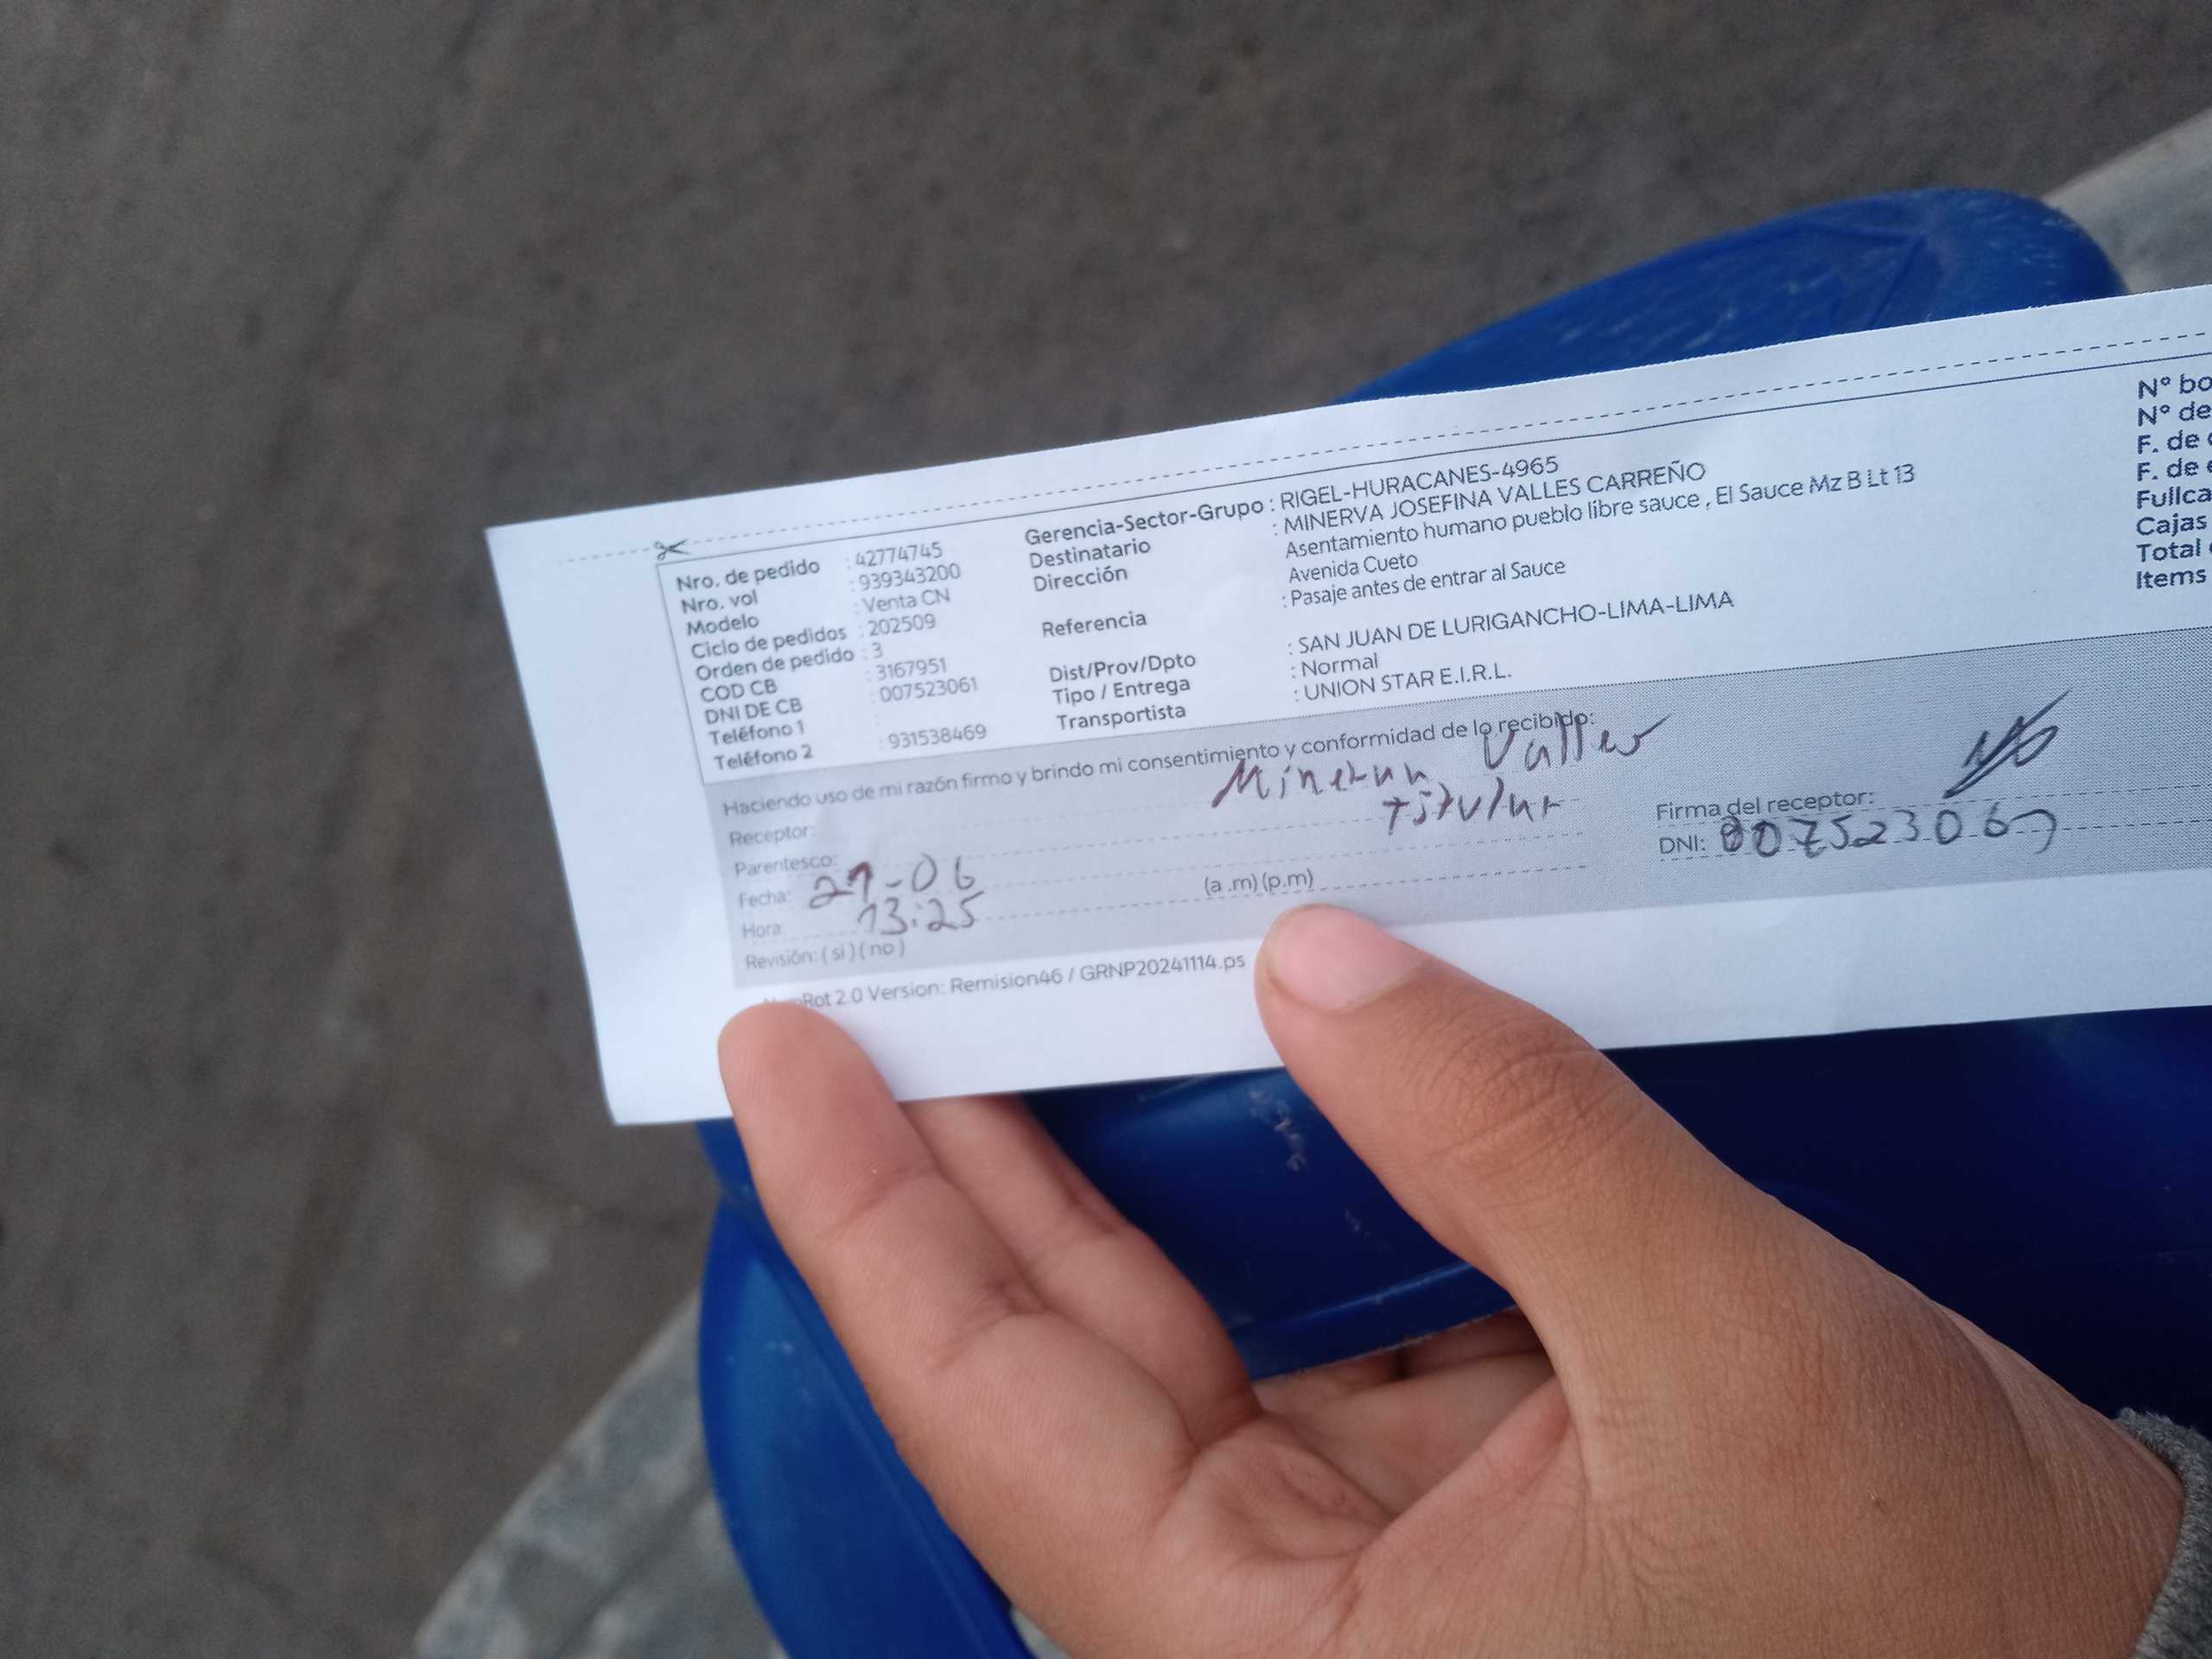 Nro. de pedido : 42774745
Nro. vol : 939343200
Modelo : Venta CN
Ciclo de pedidos : 202509
Orden de pedido : 3
COD CB : 3167951
DNI DE CB : 007523061
Teléfono 1 :
Teléfono 2 : 931538469
Gerencia-Sector-Grupo : RIGEL-HURACANES-4965
Destinatario : MINERVA JOSEFINA VALLES CARREÑO
Dirección Asentamiento humano pueblo libre sauce , El Sauce Mz B Lt 13
Avenida Cueto
Referencia : Pasaje antes de entrar al Sauce
Dist/Prov/Dpto : SAN JUAN DE LURIGANCHO-LIMA-LIMA
Tipo / Entrega : Normal
Transportista : UNION STAR E.I.R.L.
N° bo
N° de
F. de
F. de
Fullca
Cajas
Total
Items
Haciendo uso de mi razón firmo y brindo mi consentimiento y conformidad de lo recibido:
Receptor: Minerva Valles
Parentesco: titular
Fecha: 21-06
Hora: 13:25 (a .m) (p.m)
Revisión: ( si ) ( no )
Firma del receptor:
DNI: 007523061
Rot 2.0 Version: Remision46 / GRNP20241114.ps